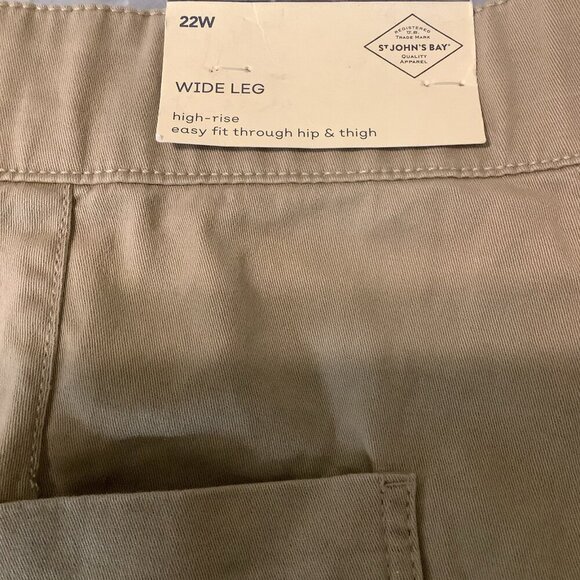 22W
REGISTERED
U.S.
TRADE MARK
ST JOHN'S BAY
QUALITY
APPAREL
WIDE LEG
high-rise
easy fit through hip & thigh